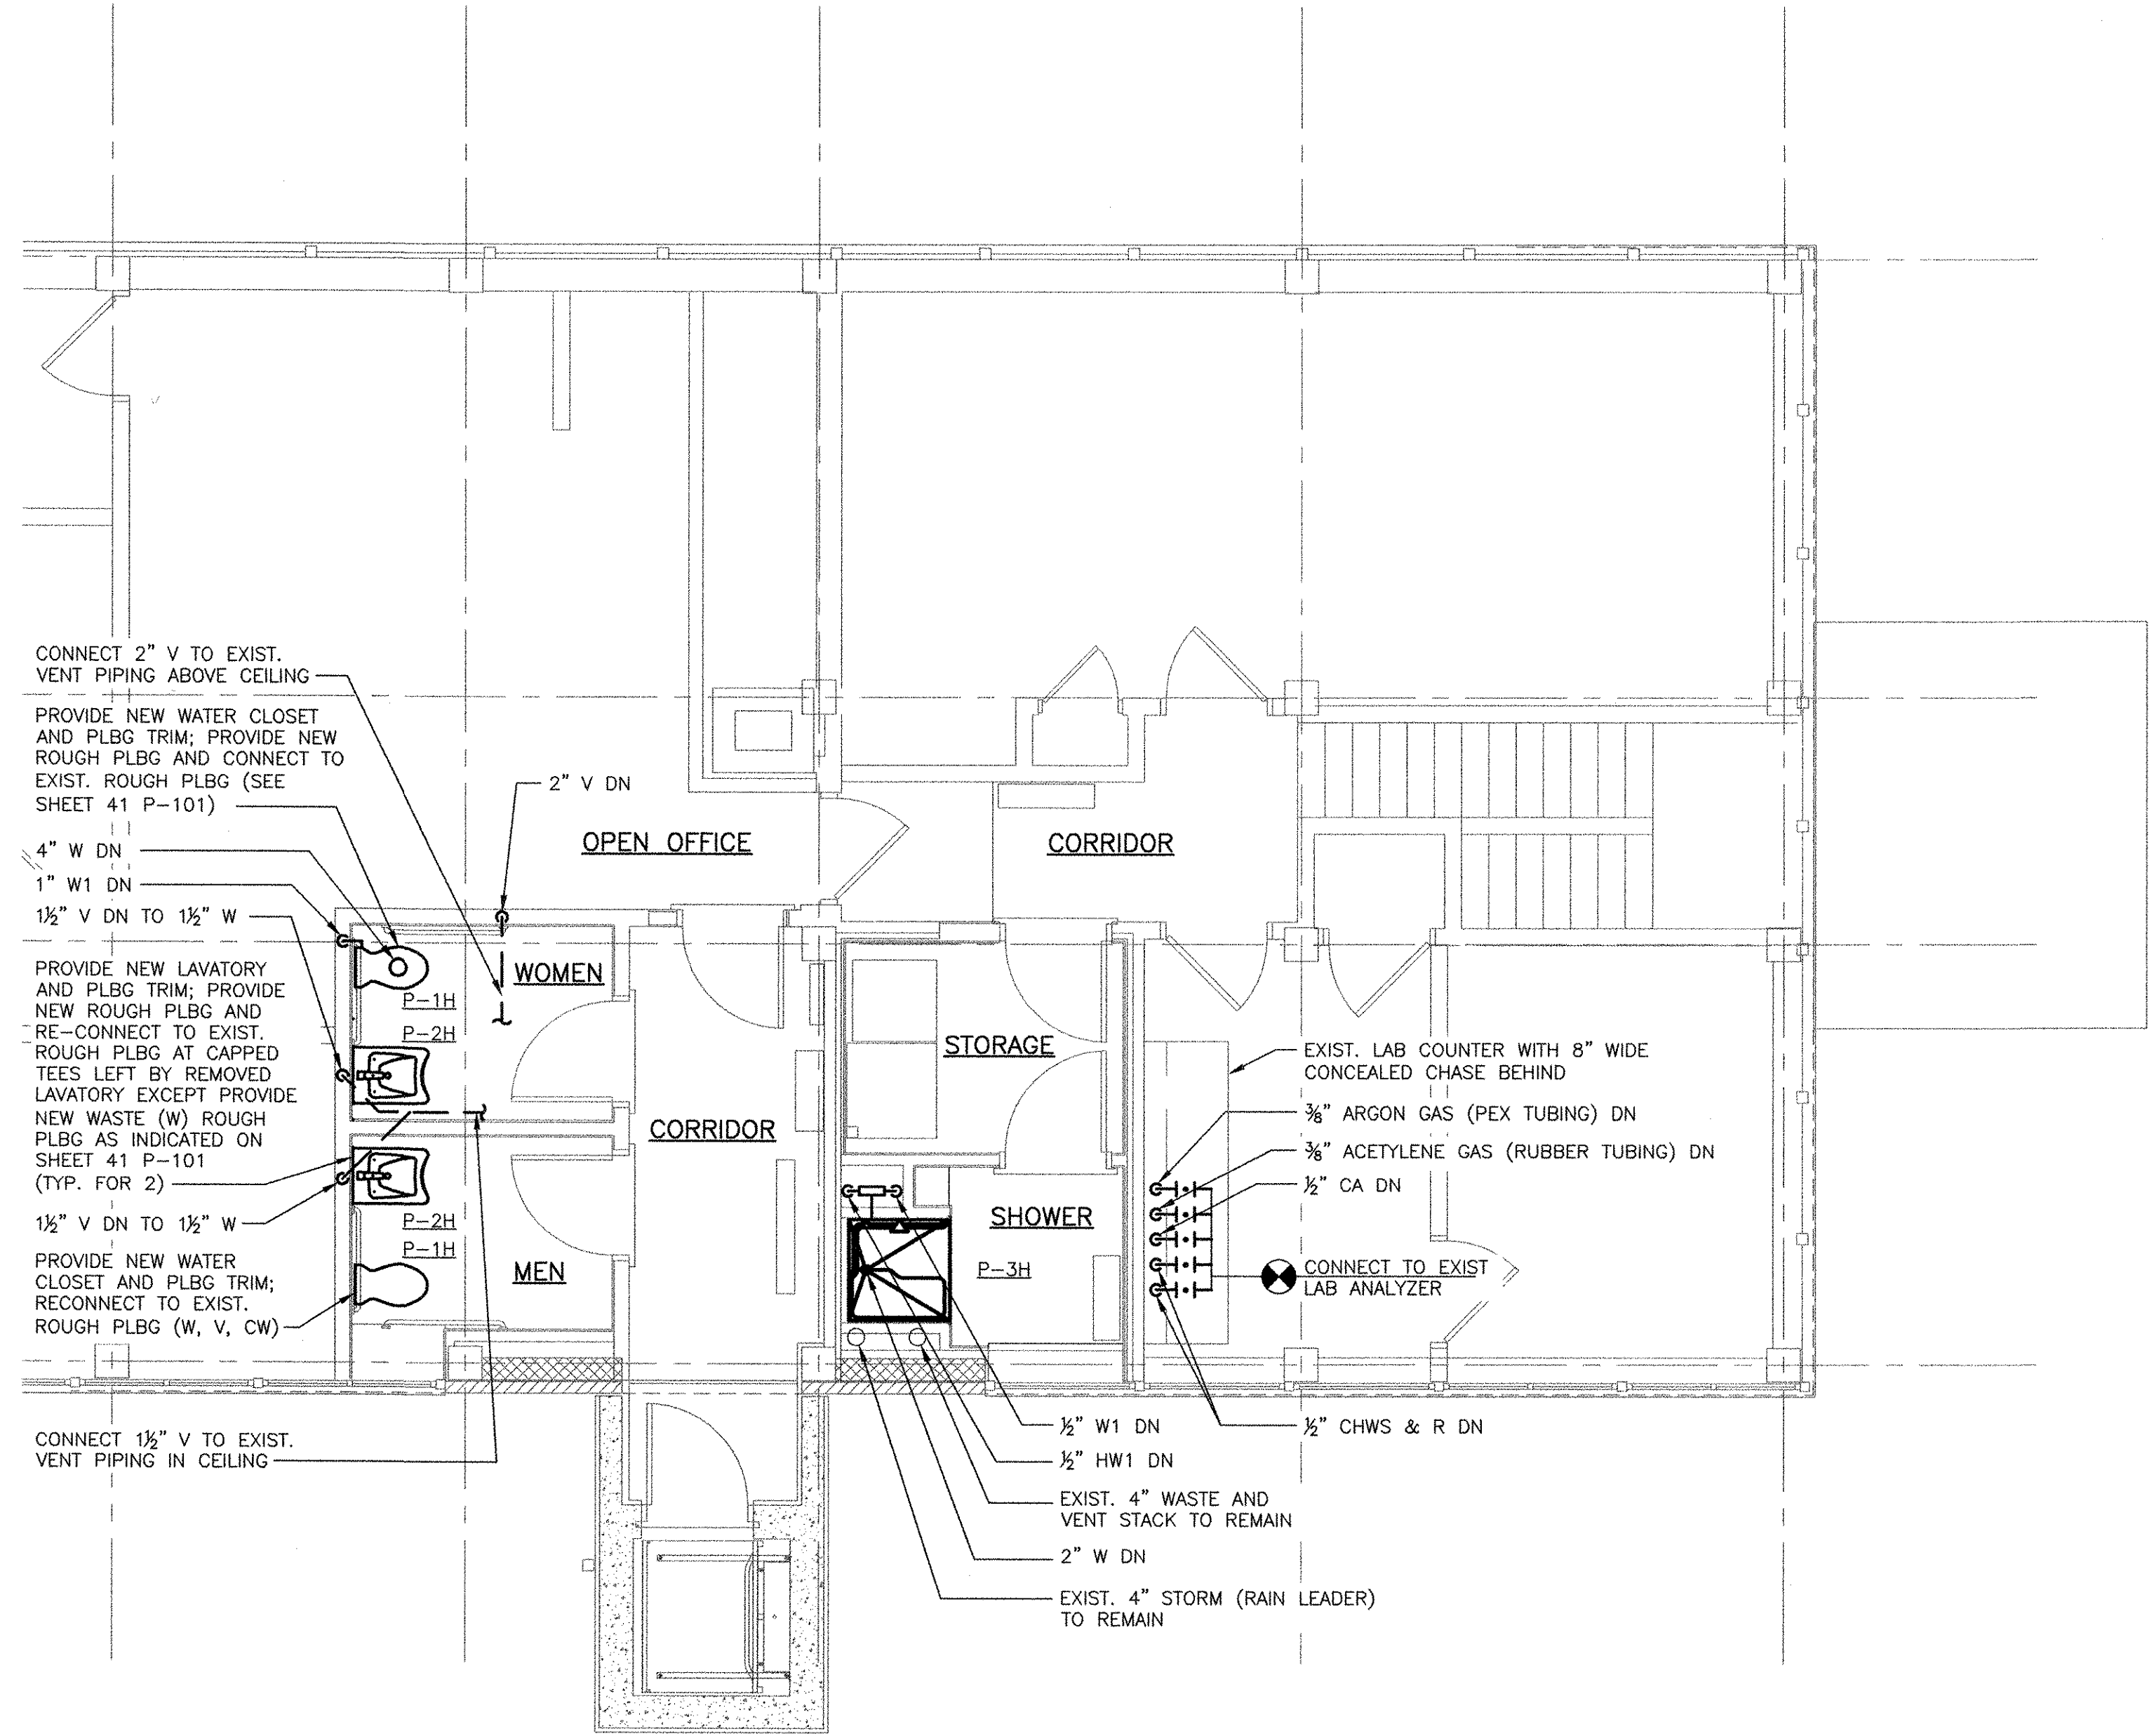 CONNECT 2" V TO EXIST.
VENT PIPING ABOVE CEILING
PROVIDE NEW WATER CLOSET
AND PLBG TRIM; PROVIDE NEW
ROUGH PLBG AND CONNECT TO
EXIST. ROUGH PLBG (SEE
SHEET 41 P-101)
4" W DN
1" W1 DN
1½" V DN TO 1½" W
PROVIDE NEW LAVATORY
AND PLBG TRIM; PROVIDE
NEW ROUGH PLBG AND
RE-CONNECT TO EXIST.
ROUGH PLBG AT CAPPED
TEES LEFT BY REMOVED
LAVATORY EXCEPT PROVIDE
NEW WASTE (W) ROUGH
PLBG AS INDICATED ON
SHEET 41 P-101
(TYP. FOR 2)
1½" V DN TO 1½" W
PROVIDE NEW WATER
CLOSET AND PLBG TRIM;
RECONNECT TO EXIST.
ROUGH PLBG (W, V, CW)
CONNECT 1½" V TO EXIST.
VENT PIPING IN CEILING
2" V DN
OPEN OFFICE
CORRIDOR
WOMEN
P-1H
P-2H
P-2H
P-1H
MEN
CORRIDOR
STORAGE
SHOWER
P-3H
EXIST. LAB COUNTER WITH 8" WIDE
CONCEALED CHASE BEHIND
⅜" ARGON GAS (PEX TUBING) DN
⅜" ACETYLENE GAS (RUBBER TUBING) DN
½" CA DN
CONNECT TO EXIST
LAB ANALYZER
½" CHWS & R DN
½" W1 DN
½" HW1 DN
EXIST. 4" WASTE AND
VENT STACK TO REMAIN
2" W DN
EXIST. 4" STORM (RAIN LEADER)
TO REMAIN